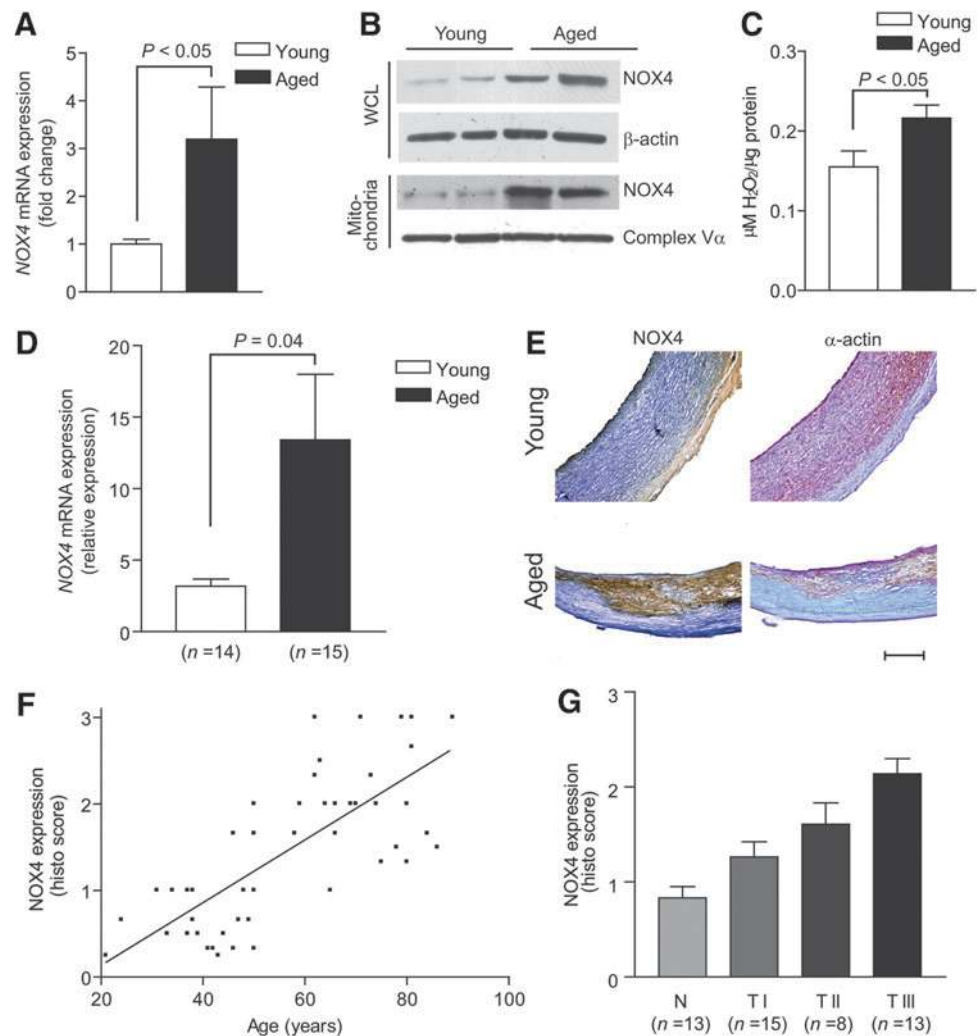 A
Young
Aged
P < 0.05
NOX4 mRNA expression
(fold change)
5
4
3
2
1
0
B
Young Aged
WCL
NOX4
β-actin
Mito-
chondria
NOX4
Complex Vα
C
Young
Aged
P < 0.05
μM H₂O₂/μg protein
0.3
0.2
0.1
0.0
D
P = 0.04
Young
Aged
NOX4 mRNA expression
(relative expression)
20
15
10
5
0
(n =14) (n =15)
E
NOX4 α-actin
Young
Aged
F
NOX4 expression
(histo score)
3
2
1
0
20 40 60 80 100
Age (years)
G
NOX4 expression
(histo score)
3
2
1
0
N T I T II T III
(n =13) (n =15) (n =8) (n =13)